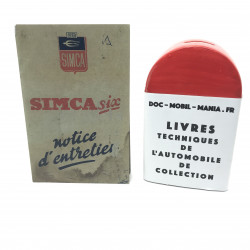 SIMCA
SIMCA six
notice
d'entretien
DOC-MOBIL-MANIA.FR
LIVRES
TECHNIQUES
DE
L'AUTOMOBILE
DE
COLLECTION